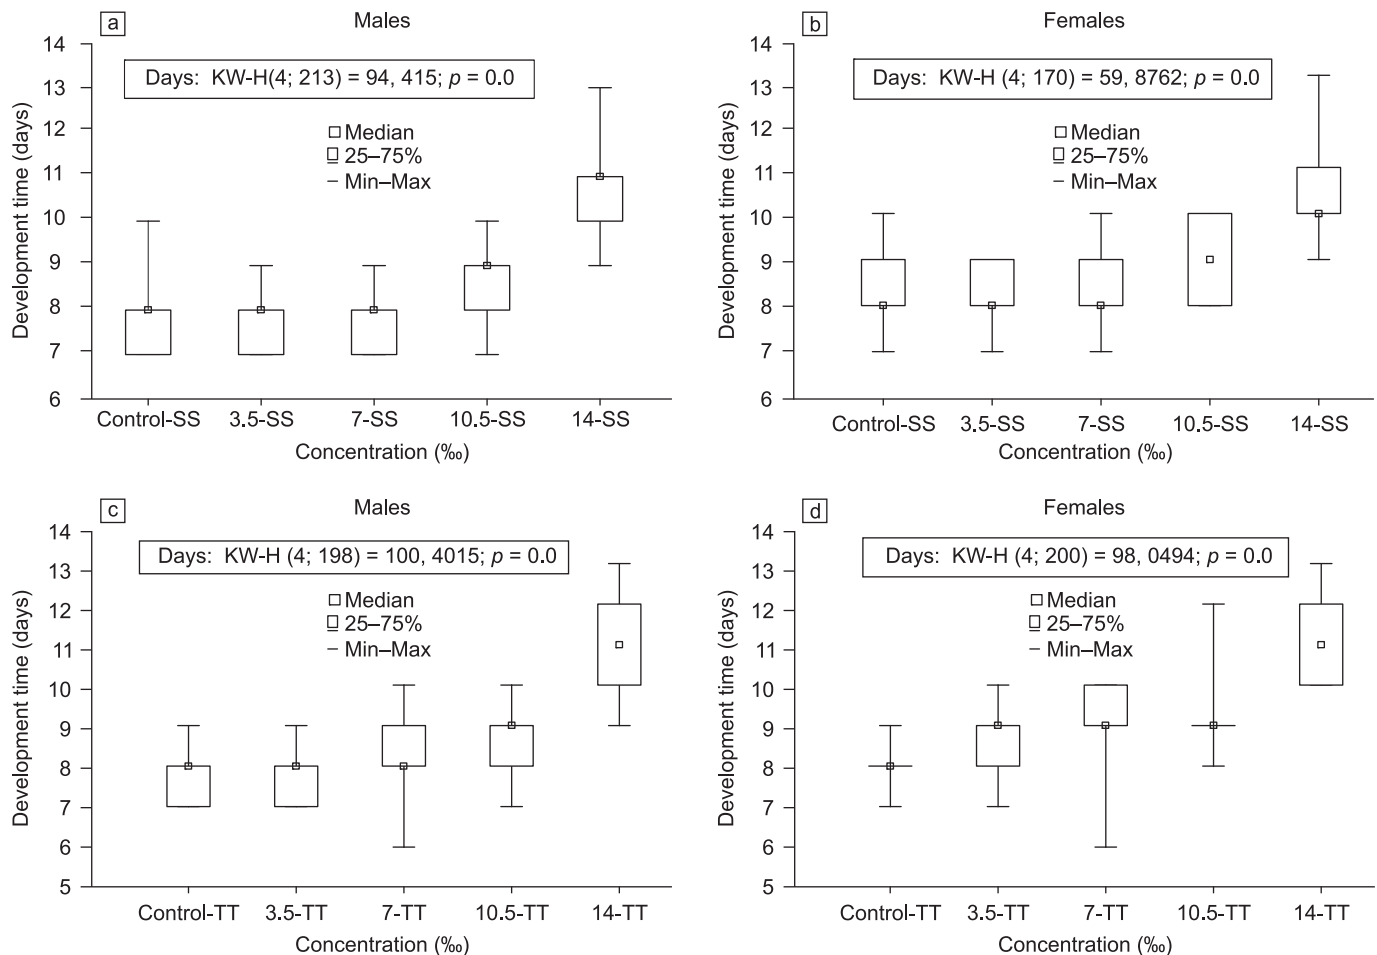 a
Males
Days: KW-H(4; 213) = 94, 415; p = 0.0
Median
25–75%
Min–Max
Development time (days)
14
13
12
11
10
9
8
7
6
Control-SS 3.5-SS 7-SS 10.5-SS 14-SS
Concentration (‰)
b
Females
Days: KW-H (4; 170) = 59, 8762; p = 0.0
Median
25–75%
Min–Max
Development time (days)
14
13
12
11
10
9
8
7
6
Control-SS 3.5-SS 7-SS 10.5-SS 14-SS
Concentration (‰)
c
Males
Days: KW-H (4; 198) = 100, 4015; p = 0.0
Median
25–75%
Min–Max
Development time (days)
14
13
12
11
10
9
8
7
6
5
Control-TT 3.5-TT 7-TT 10.5-TT 14-TT
Concentration (‰)
d
Females
Days: KW-H (4; 200) = 98, 0494; p = 0.0
Median
25–75%
Min–Max
Development time (days)
14
13
12
11
10
9
8
7
6
5
Control-TT 3.5-TT 7-TT 10.5-TT 14-TT
Concentration (‰)